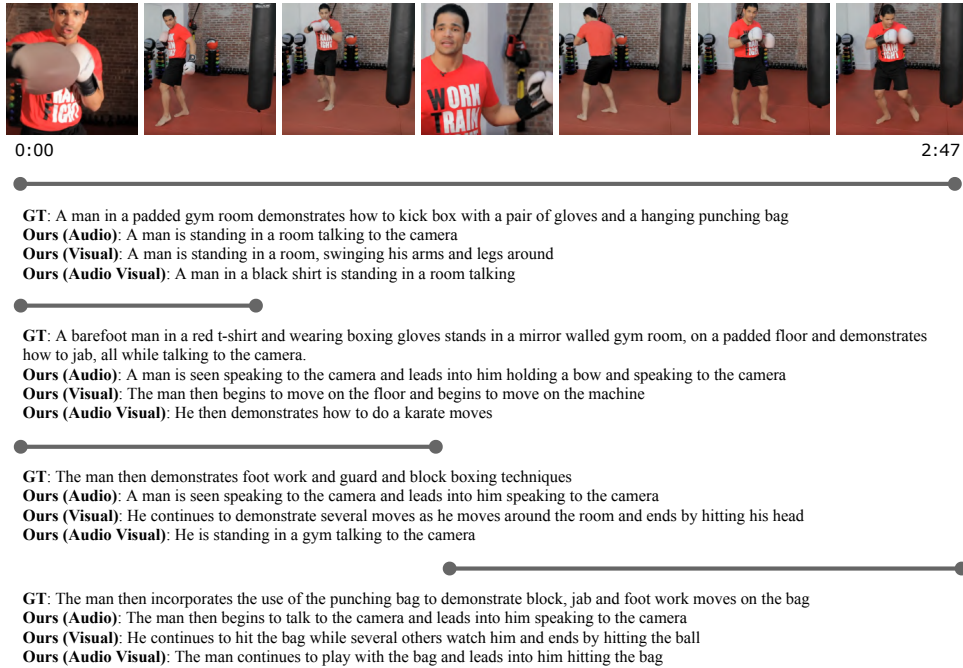 RAIN
IGHT
WORK
TRAIN
0:00
2:47
GT: A man in a padded gym room demonstrates how to kick box with a pair of gloves and a hanging punching bag
Ours (Audio): A man is standing in a room talking to the camera
Ours (Visual): A man is standing in a room, swinging his arms and legs around
Ours (Audio Visual): A man in a black shirt is standing in a room talking
GT: A barefoot man in a red t-shirt and wearing boxing gloves stands in a mirror walled gym room, on a padded floor and demonstrates
how to jab, all while talking to the camera.
Ours (Audio): A man is seen speaking to the camera and leads into him holding a bow and speaking to the camera
Ours (Visual): The man then begins to move on the floor and begins to move on the machine
Ours (Audio Visual): He then demonstrates how to do a karate moves
GT: The man then demonstrates foot work and guard and block boxing techniques
Ours (Audio): A man is seen speaking to the camera and leads into him speaking to the camera
Ours (Visual): He continues to demonstrate several moves as he moves around the room and ends by hitting his head
Ours (Audio Visual): He is standing in a gym talking to the camera
GT: The man then incorporates the use of the punching bag to demonstrate block, jab and foot work moves on the bag
Ours (Audio): The man then begins to talk to the camera and leads into him speaking to the camera
Ours (Visual): He continues to hit the bag while several others watch him and ends by hitting the ball
Ours (Audio Visual): The man continues to play with the bag and leads into him hitting the bag